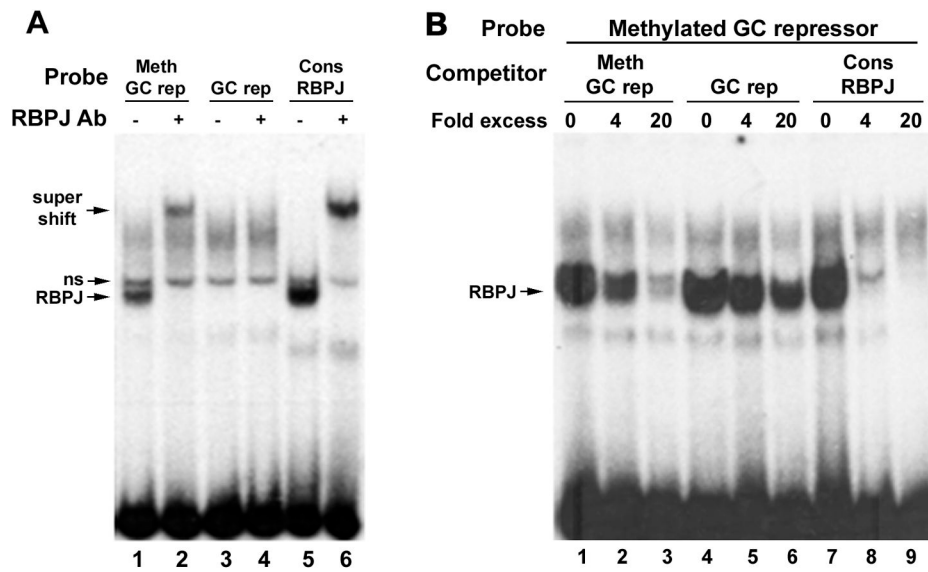 A
Probe Meth GC rep GC rep Cons RBPJ
RBPJ Ab - + - + - +
super shift
ns
RBPJ
1 2 3 4 5 6
B
Probe Methylated GC repressor
Competitor Meth GC rep GC rep Cons RBPJ
Fold excess 0 4 20 0 4 20 0 4 20
RBPJ
1 2 3 4 5 6 7 8 9